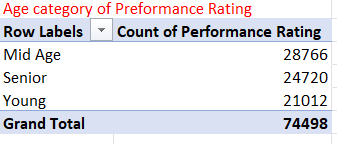 Age category of Preformance Rating
Row Labels Count of Performance Rating
Mid Age 28766
Senior 24720
Young 21012
Grand Total 74498